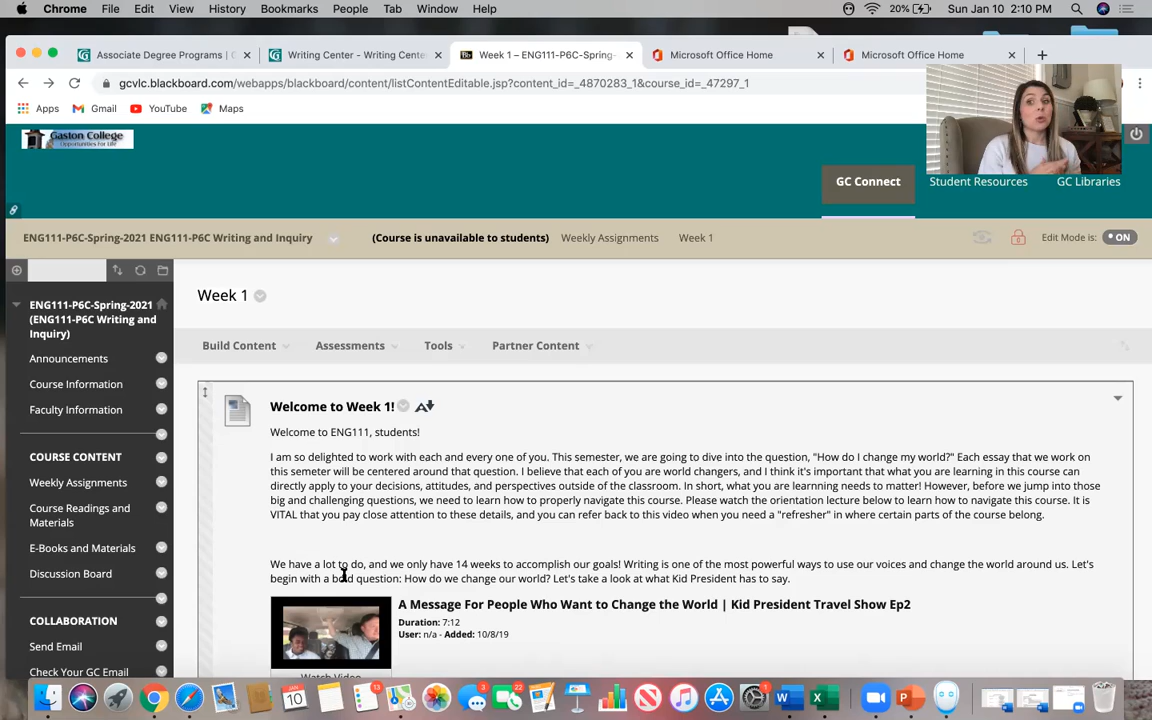 Chrome File Edit View History Bookmarks People Tab Window Help 20% Sun Jan 10 2:10 PM
Associate Degree Programs | Writing Center - Writing Cente Week 1 – ENG111-P6C-Spring- Microsoft Office Home Microsoft Office Home
gcvlc.blackboard.com/webapps/blackboard/content/listContentEditable.jsp?content_id=_4870283_1&course_id=_47297_1
Apps Gmail YouTube Maps
Gaston College
Opportunities for Life
GC Connect Student Resources GC Libraries
ENG111-P6C-Spring-2021 ENG111-P6C Writing and Inquiry (Course is unavailable to students) Weekly Assignments Week 1 Edit Mode is: ON
ENG111-P6C-Spring-2021
(ENG111-P6C Writing and
Inquiry)
Announcements
Course Information
Faculty Information
COURSE CONTENT
Weekly Assignments
Course Readings and
Materials
E-Books and Materials
Discussion Board
COLLABORATION
Send Email
Check Your GC Email
Week 1
Build Content Assessments Tools Partner Content
Welcome to Week 1!
Welcome to ENG111, students!
I am so delighted to work with each and every one of you. This semester, we are going to dive into the question, "How do I change my world?" Each essay that we work on
this semeter will be centered around that question. I believe that each of you are world changers, and I think it's important that what you are learning in this course can
directly apply to your decisions, attitudes, and perspectives outside of the classroom. In short, what you are learnning needs to matter! However, before we jump into those
big and challenging questions, we need to learn how to properly navigate this course. Please watch the orientation lecture below to learn how to navigate this course. It is
VITAL that you pay close attention to these details, and you can refer back to this video when you need a "refresher" in where certain parts of the course belong.
We have a lot to do, and we only have 14 weeks to accomplish our goals! Writing is one of the most powerful ways to use our voices and change the world around us. Let's
begin with a bold question: How do we change our world? Let's take a look at what Kid President has to say.
A Message For People Who Want to Change the World | Kid President Travel Show Ep2
Duration: 7:12
User: n/a - Added: 10/8/19
Watch Video
JAN
10
13
3
22
1